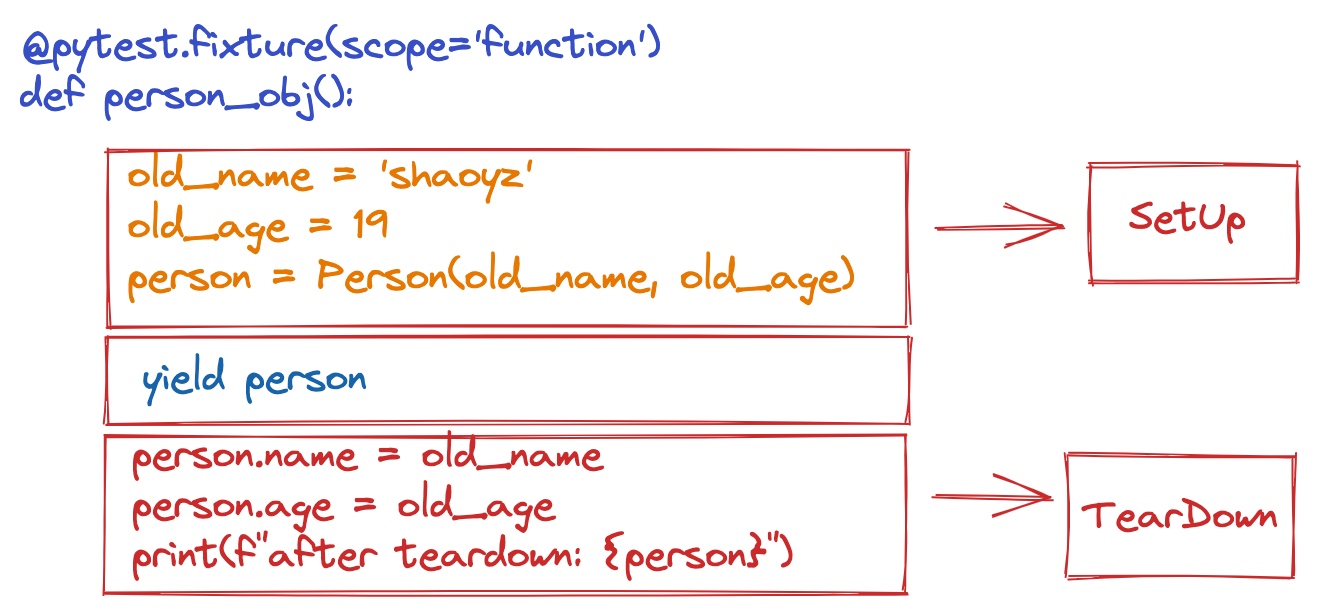 @pytest.fixture(scope='function')
def person_obj():
old_name = 'shaoyz'
old_age = 19
person = Person(old_name, old_age)
SetUp
yield person
person.name = old_name
person.age = old_age
print(f"after teardown: {person}")
TearDown